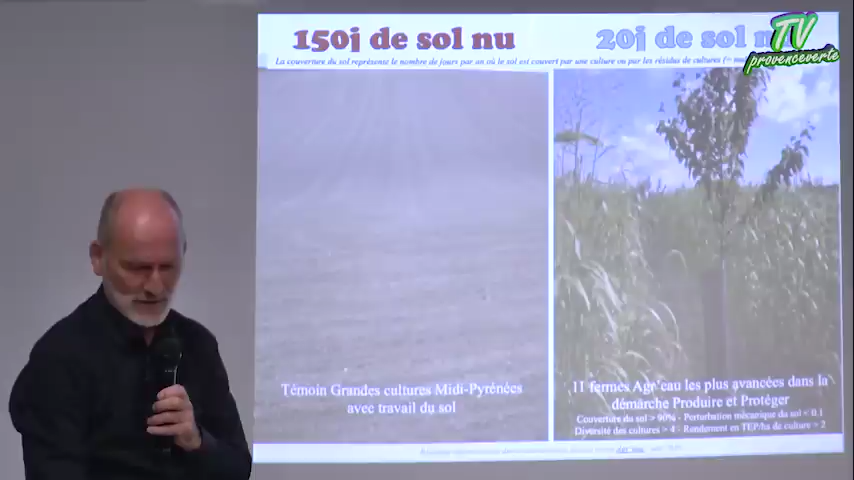 150j de sol nu
20j de sol
TV
provenceverte
La couverture du sol représente le nombre de jours par an où le sol est couvert par une culture ou par les résidus de cultures
Témoin Grandes cultures Midi-Pyrénées
avec travail du sol
11 fermes Agr'eau les plus avancées dans la
démarche Produire et Protéger
Couverture du sol > 90% - Perturbation mécanique du sol < 0.1
Diversité des cultures > 4 - Rendement en TEP/ha de culture > 2